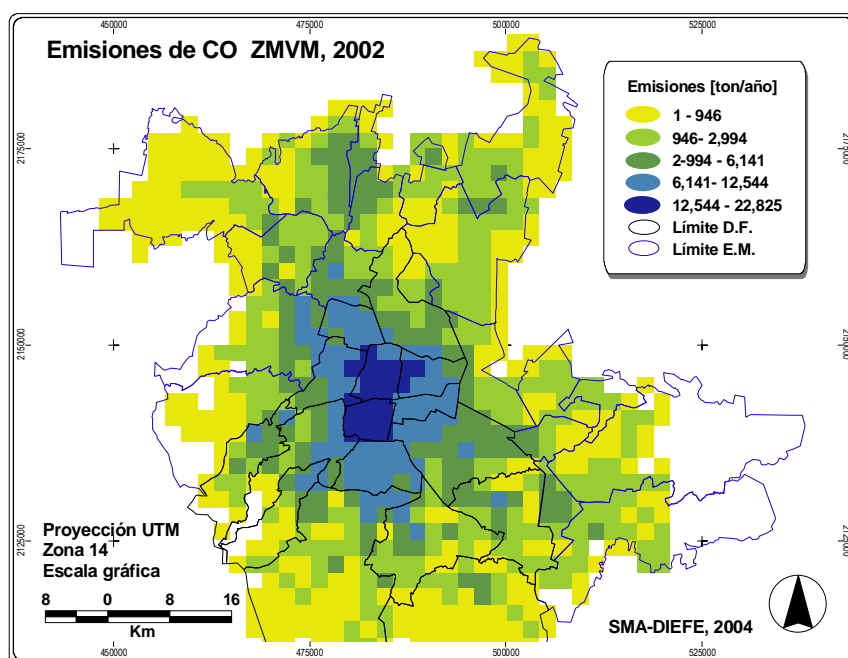 450000 475000 500000 525000
Emisiones de CO ZMVM, 2002
Emisiones [ton/año]
1 - 946
946- 2,994
2-994 - 6,141
6,141- 12,544
12,544 - 22,825
Límite D.F.
Límite E.M.
2175000
2150000 2150000
2125000
Proyección UTM
Zona 14
Escala gráfica
8 0 8 16
Km
SMA-DIEFE, 2004
450000 475000 500000 525000